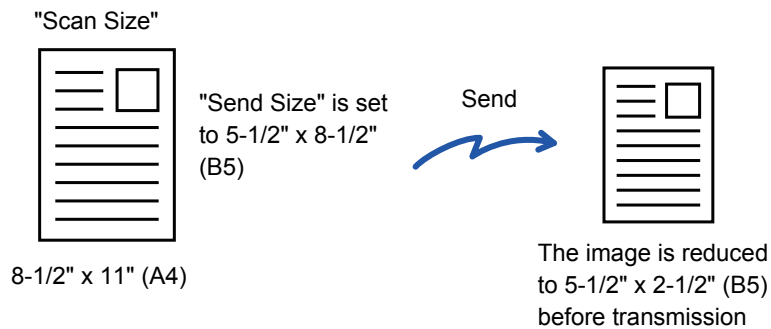 "Scan Size"
8-1/2" x 11" (A4)
"Send Size" is set
to 5-1/2" x 8-1/2"
(B5)
Send
The image is reduced
to 5-1/2" x 2-1/2" (B5)
before transmission